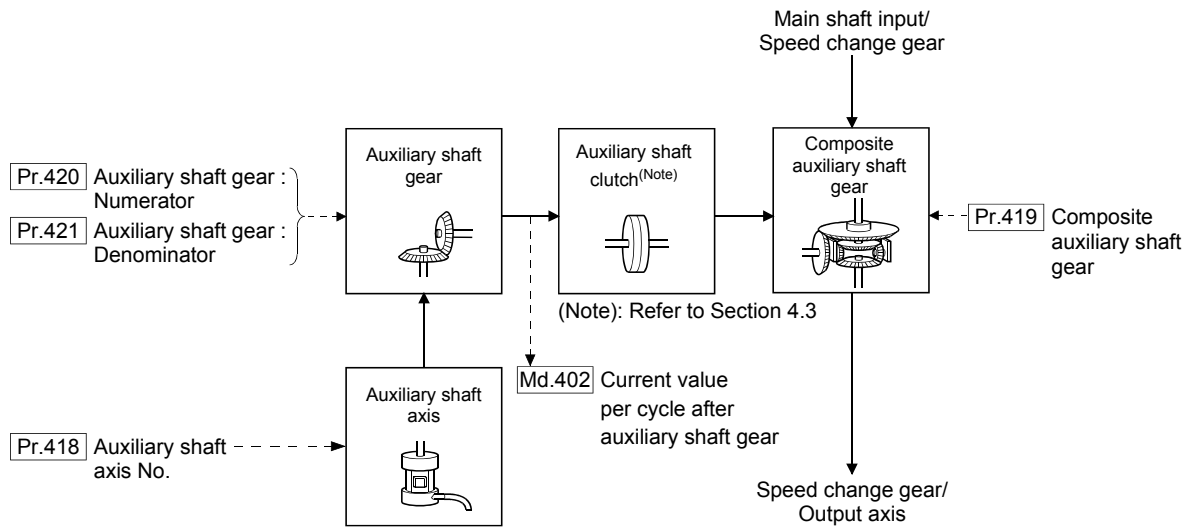 Main shaft input/
Speed change gear
Auxiliary shaft
gear
Auxiliary shaft
clutch(Note)
Composite
auxiliary shaft
gear
Pr.420 Auxiliary shaft gear :
Numerator
Pr.421 Auxiliary shaft gear :
Denominator
Pr.419 Composite
auxiliary shaft
gear
(Note): Refer to Section 4.3
Auxiliary shaft
axis
Md.402 Current value
per cycle after
auxiliary shaft gear
Pr.418 Auxiliary shaft
axis No.
Speed change gear/
Output axis